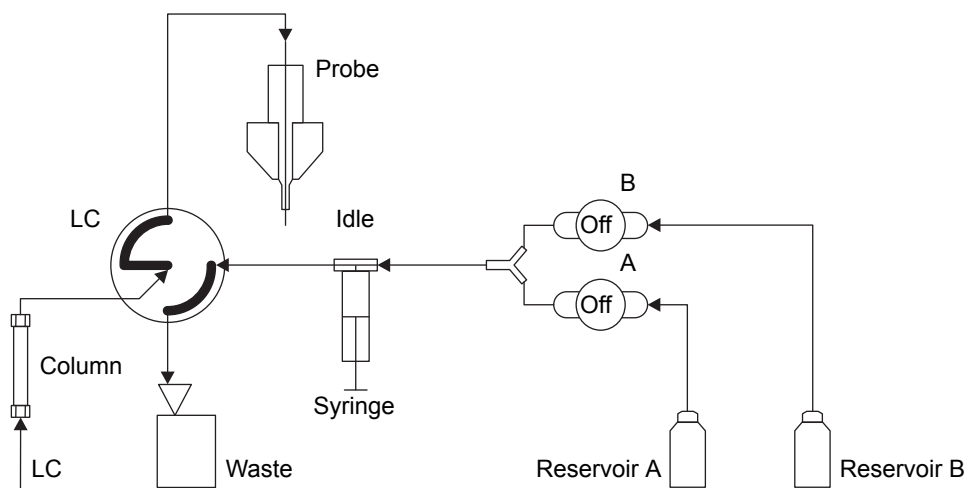 Probe
B
LC
Idle
Off
A
Off
Column
Syringe
LC
Waste
Reservoir A
Reservoir B